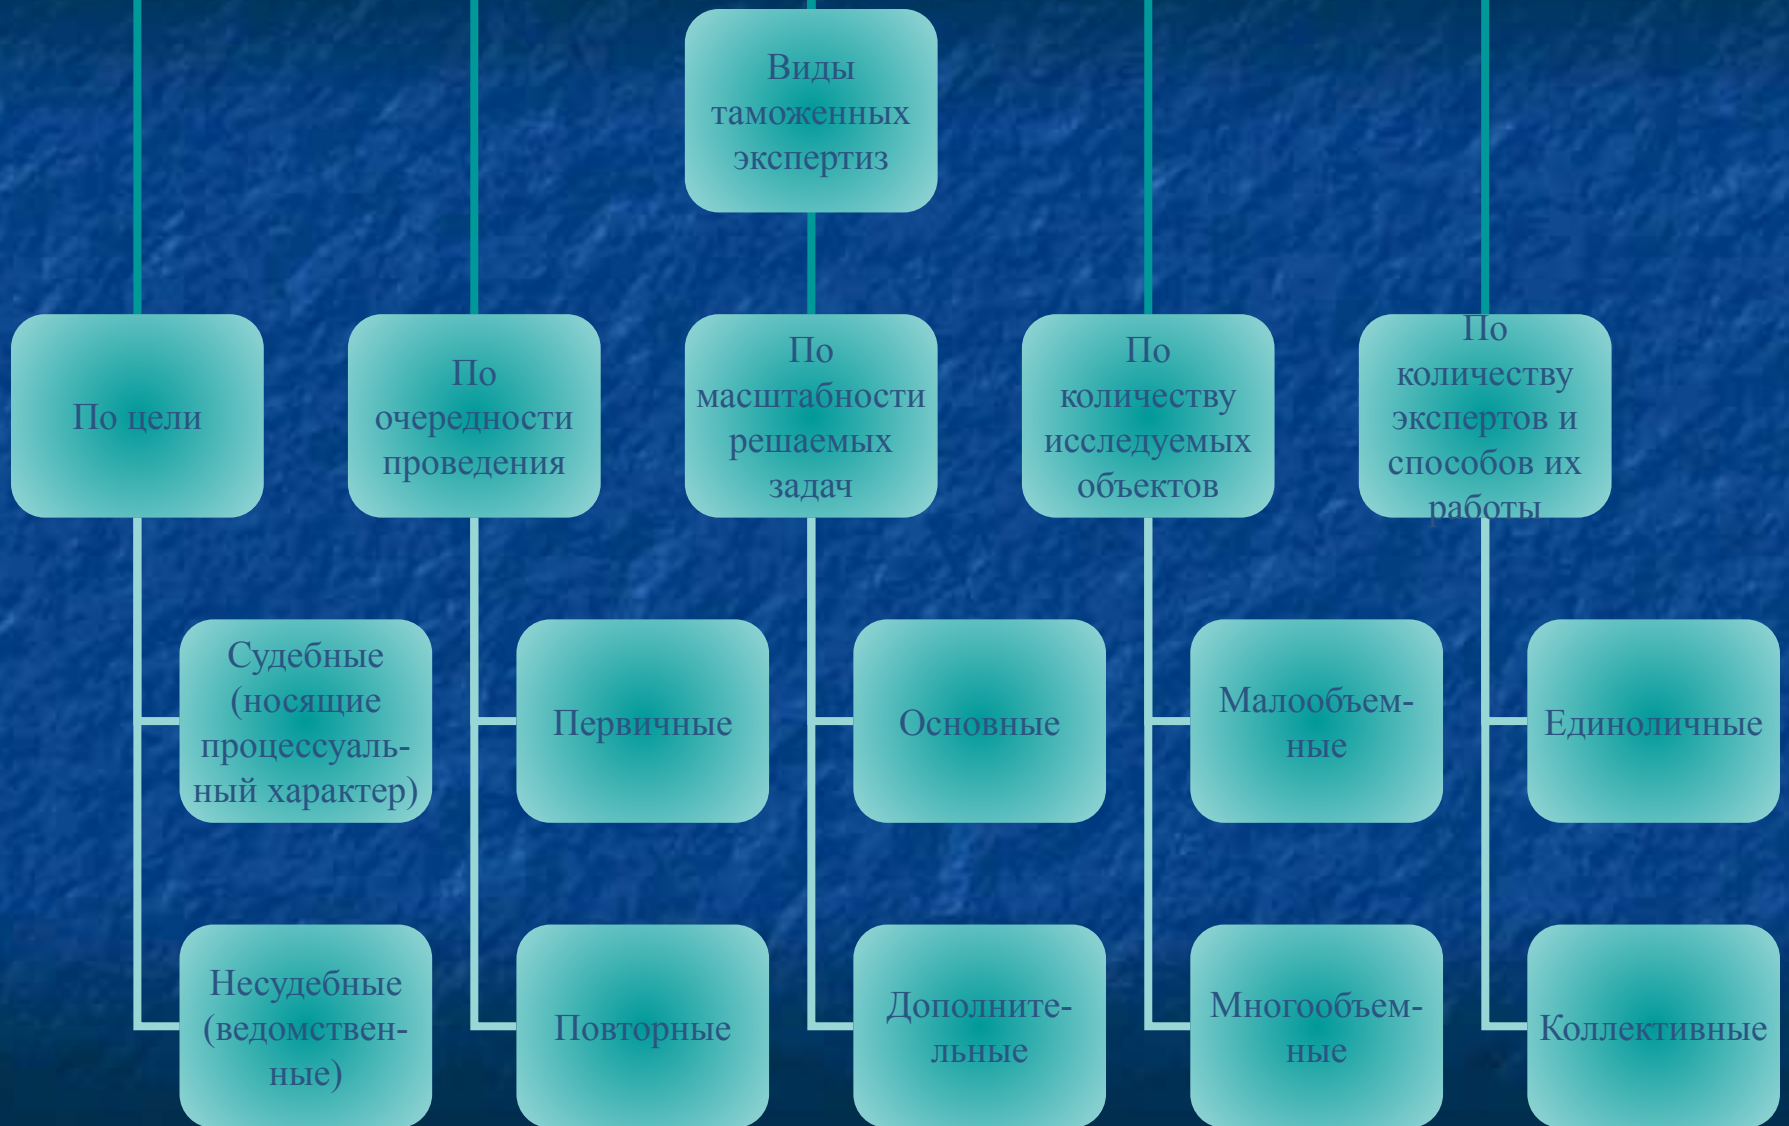 Виды
таможенных
экспертиз
По цели
По
очередности
проведения
По
масштабности
решаемых
задач
По
количеству
исследуемых
объектов
По
количеству
экспертов и
способов их
работы
Судебные
(носящие
процессуаль-
ный характер)
Первичные
Основные
Малообъем-
ные
Единоличные
Несудебные
(ведомствен-
ные)
Повторные
Дополните-
льные
Многообъем-
ные
Коллективные